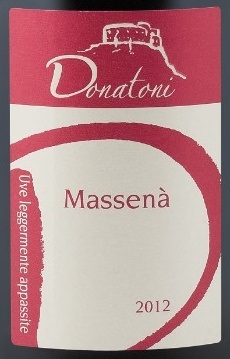 Donatoni
Massenà
Uve leggermente appassite
2012